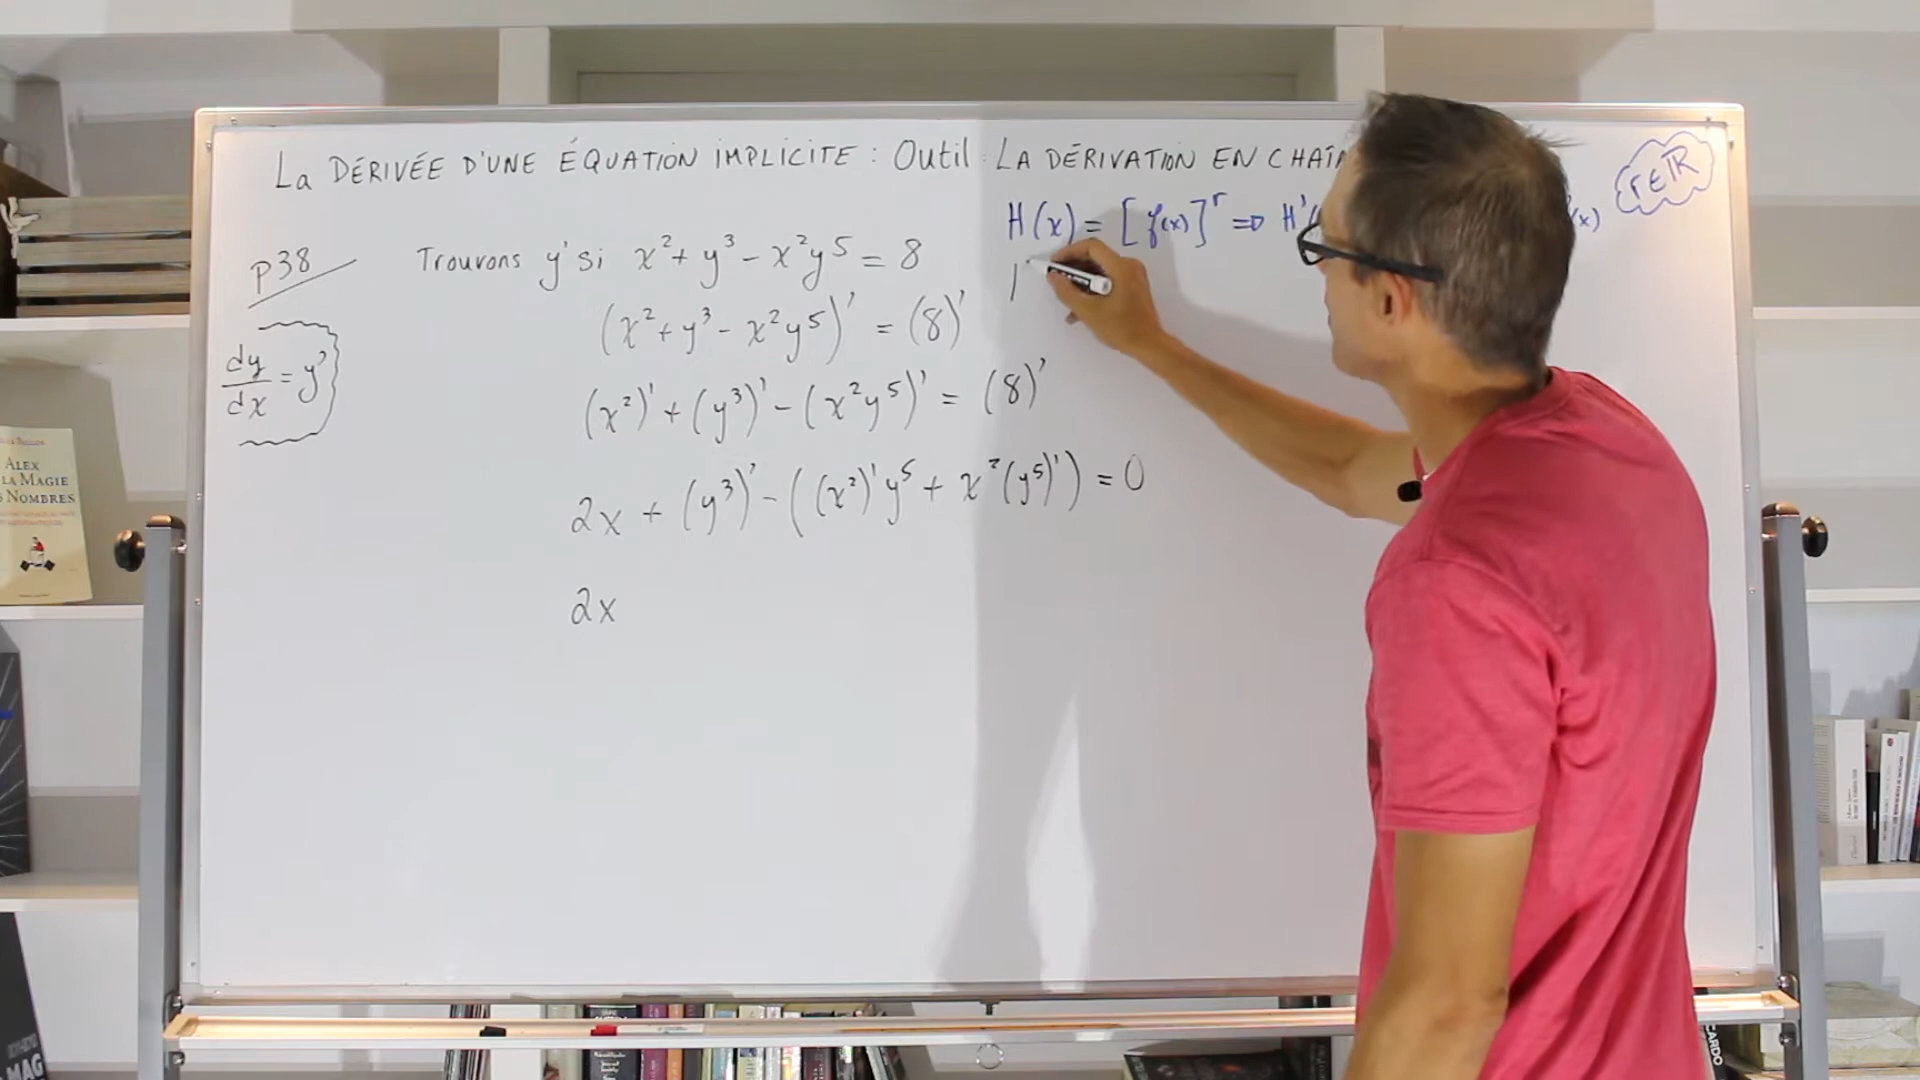 La DÉRIVÉE D'UNE ÉQUATION IMPLICITE : Outil : LA DÉRIVATION EN CHAÎ
H(x) = [f(x)]^r ⇒ H'(
(x)
r ∈ ℝ
p38
Trouvons y' si x² + y³ - x²y⁵ = 8
(x² + y³ - x²y⁵)' = (8)'
dy/dx = y'
(x²)' + (y³)' - (x²y⁵)' = (8)'
2x + (y³)' - ((x²)'y⁵ + x²(y⁵)') = 0
2x
ALEX
LA MAGIE
S NOMBRES
MAG
CARDO